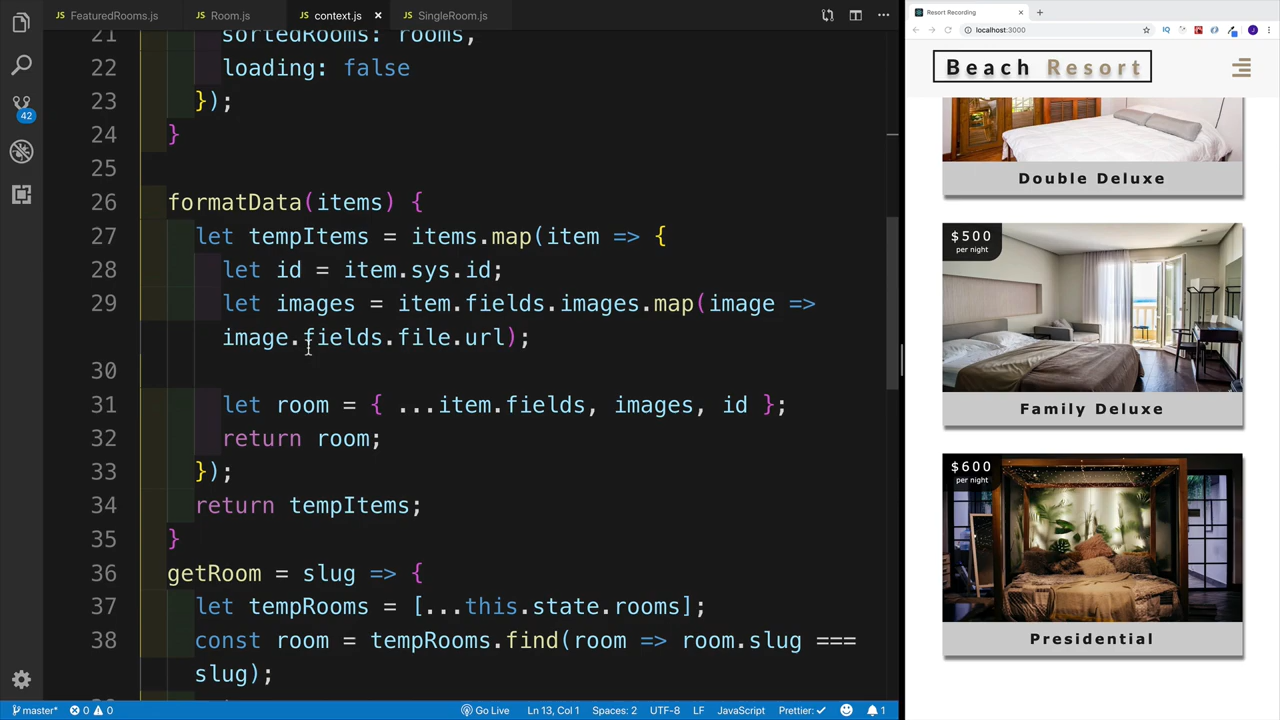 FeaturedRooms.js
Room.js
context.js
SingleRoom.js
21 sortedRooms: rooms,
22 loading: false
23 });
24 }
25
26 formatData(items) {
27 let tempItems = items.map(item => {
28 let id = item.sys.id;
29 let images = item.fields.images.map(image =>
image.fields.file.url);
30
31 let room = { ...item.fields, images, id };
32 return room;
33 });
34 return tempItems;
35 }
36 getRoom = slug => {
37 let tempRooms = [...this.state.rooms];
38 const room = tempRooms.find(room => room.slug ===
slug);
42
master* 0 0 Go Live Ln 13, Col 1 Spaces: 2 UTF-8 LF JavaScript Prettier: ✓ 1
Resort Recording
localhost:3000
Beach Resort
Double Deluxe
$500
per night
Family Deluxe
$600
per night
Presidential